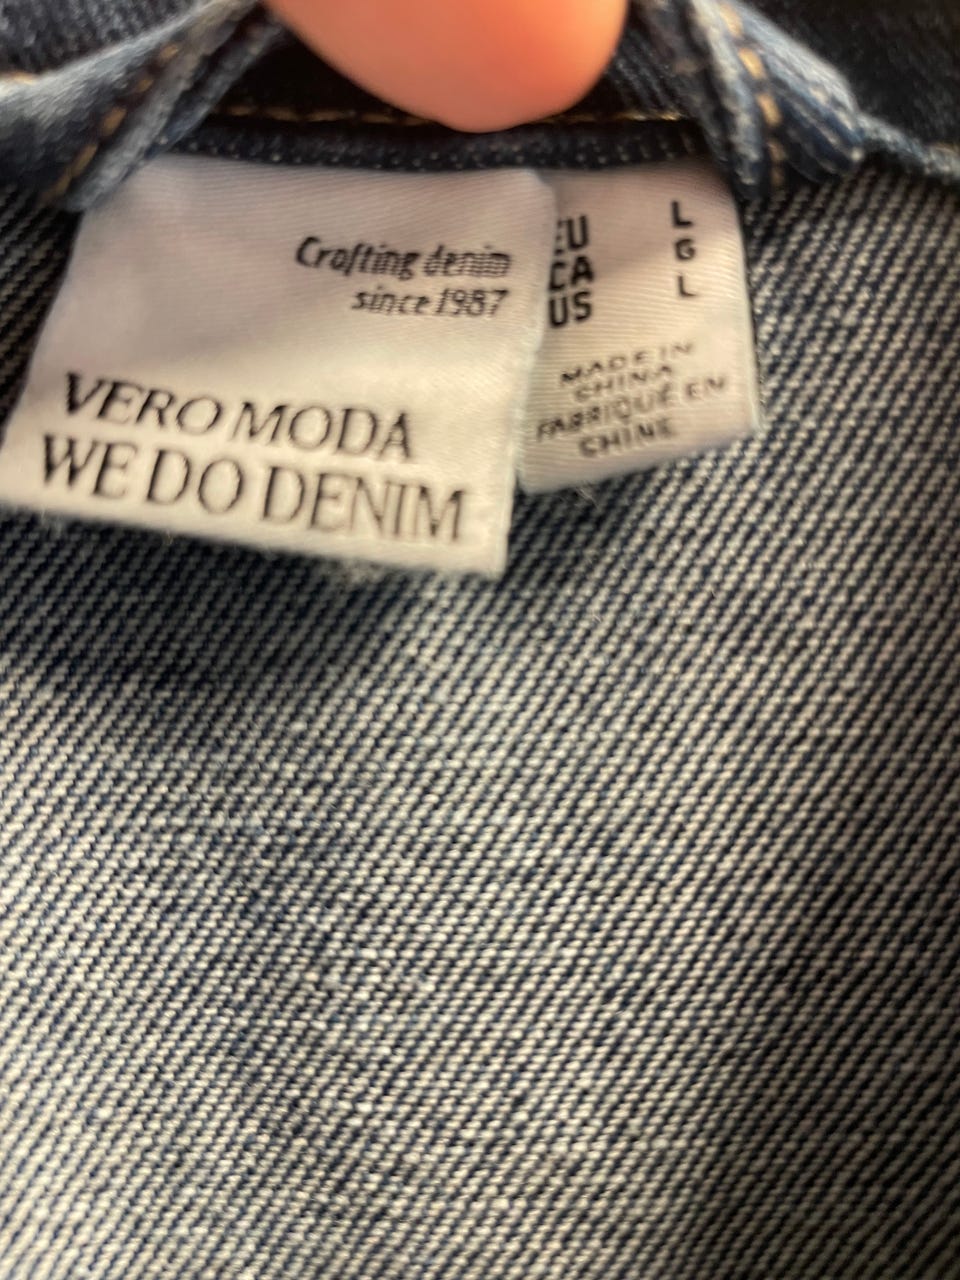 Crafting denim
since 1987
VERO MODA
WE DO DENIM
EU L
CA G
US L
MADE IN
CHINA
FABRIQUÉ EN
CHINE